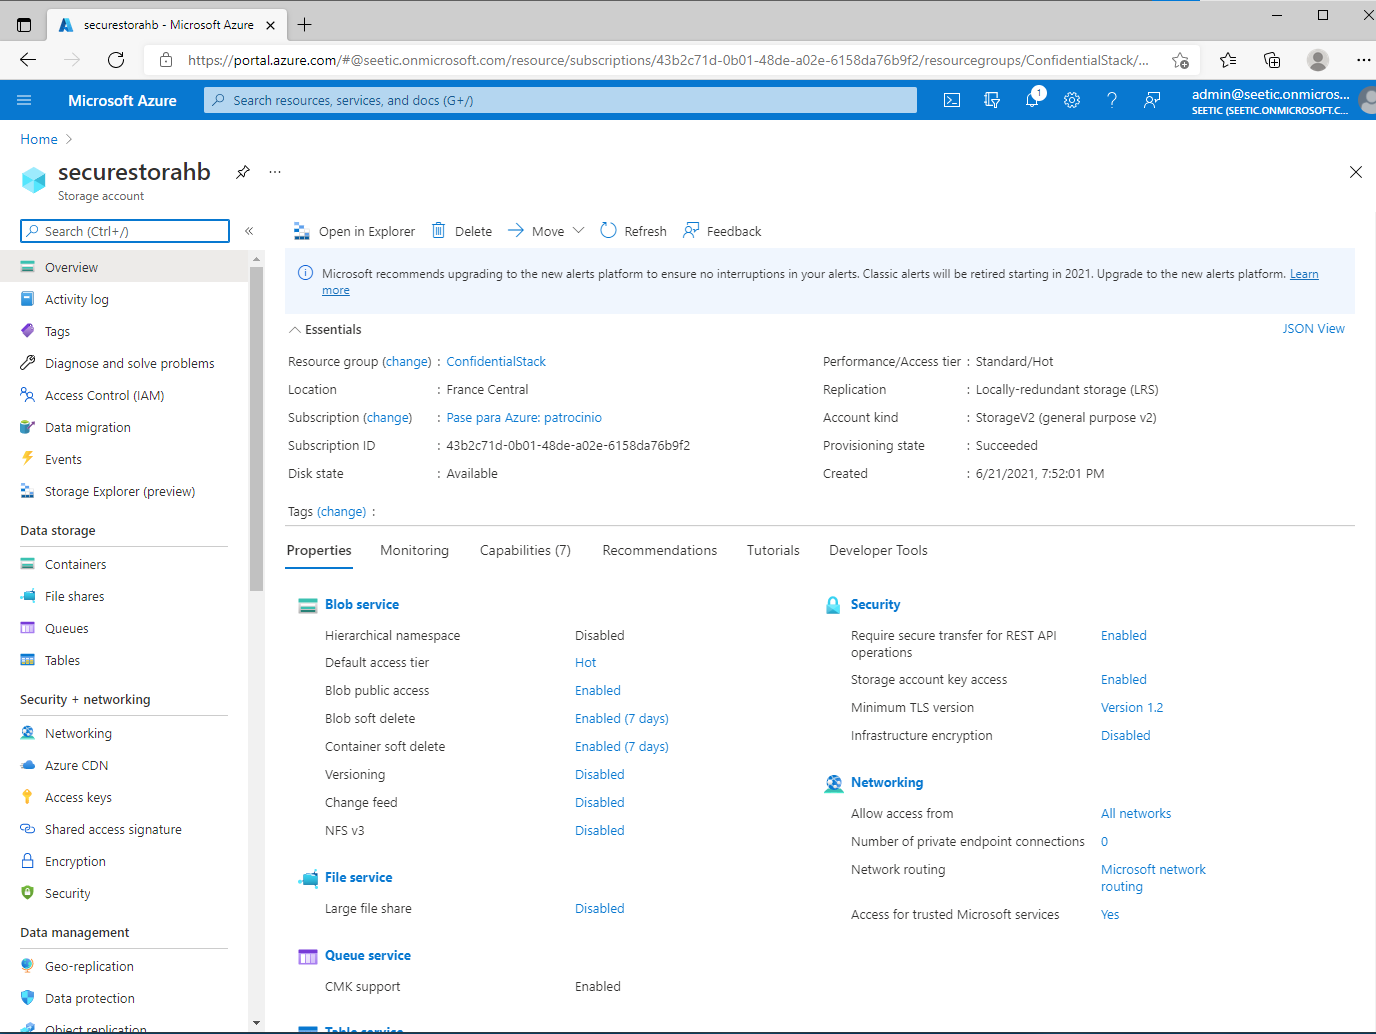 securestorahb - Microsoft Azure
https://portal.azure.com/#@seetic.onmicrosoft.com/resource/subscriptions/43b2c71d-0b01-48de-a02e-6158da76b9f2/resourcegroups/ConfidentialStack/...
Microsoft Azure
Search resources, services, and docs (G+/)
1
admin@seetic.onmicros...
SEETIC (SEETIC.ONMICROSOFT.C...
Home
securestorahb
Storage account
Search (Ctrl+/)
Overview
Activity log
Tags
Diagnose and solve problems
Access Control (IAM)
Data migration
Events
Storage Explorer (preview)
Data storage
Containers
File shares
Queues
Tables
Security + networking
Networking
Azure CDN
Access keys
Shared access signature
Encryption
Security
Data management
Geo-replication
Data protection
Object replication
Open in Explorer Delete Move Refresh Feedback
Microsoft recommends upgrading to the new alerts platform to ensure no interruptions in your alerts. Classic alerts will be retired starting in 2021. Upgrade to the new alerts platform. Learn
more
Essentials
JSON View
Resource group (change) : ConfidentialStack
Location : France Central
Subscription (change) : Pase para Azure: patrocinio
Subscription ID : 43b2c71d-0b01-48de-a02e-6158da76b9f2
Disk state : Available
Performance/Access tier : Standard/Hot
Replication : Locally-redundant storage (LRS)
Account kind : StorageV2 (general purpose v2)
Provisioning state : Succeeded
Created : 6/21/2021, 7:52:01 PM
Tags (change) :
Properties Monitoring Capabilities (7) Recommendations Tutorials Developer Tools
Blob service
Hierarchical namespace Disabled
Default access tier Hot
Blob public access Enabled
Blob soft delete Enabled (7 days)
Container soft delete Enabled (7 days)
Versioning Disabled
Change feed Disabled
NFS v3 Disabled
File service
Large file share Disabled
Queue service
CMK support Enabled
Table service
Security
Require secure transfer for REST API Enabled
operations
Storage account key access Enabled
Minimum TLS version Version 1.2
Infrastructure encryption Disabled
Networking
Allow access from All networks
Number of private endpoint connections 0
Network routing Microsoft network
routing
Access for trusted Microsoft services Yes